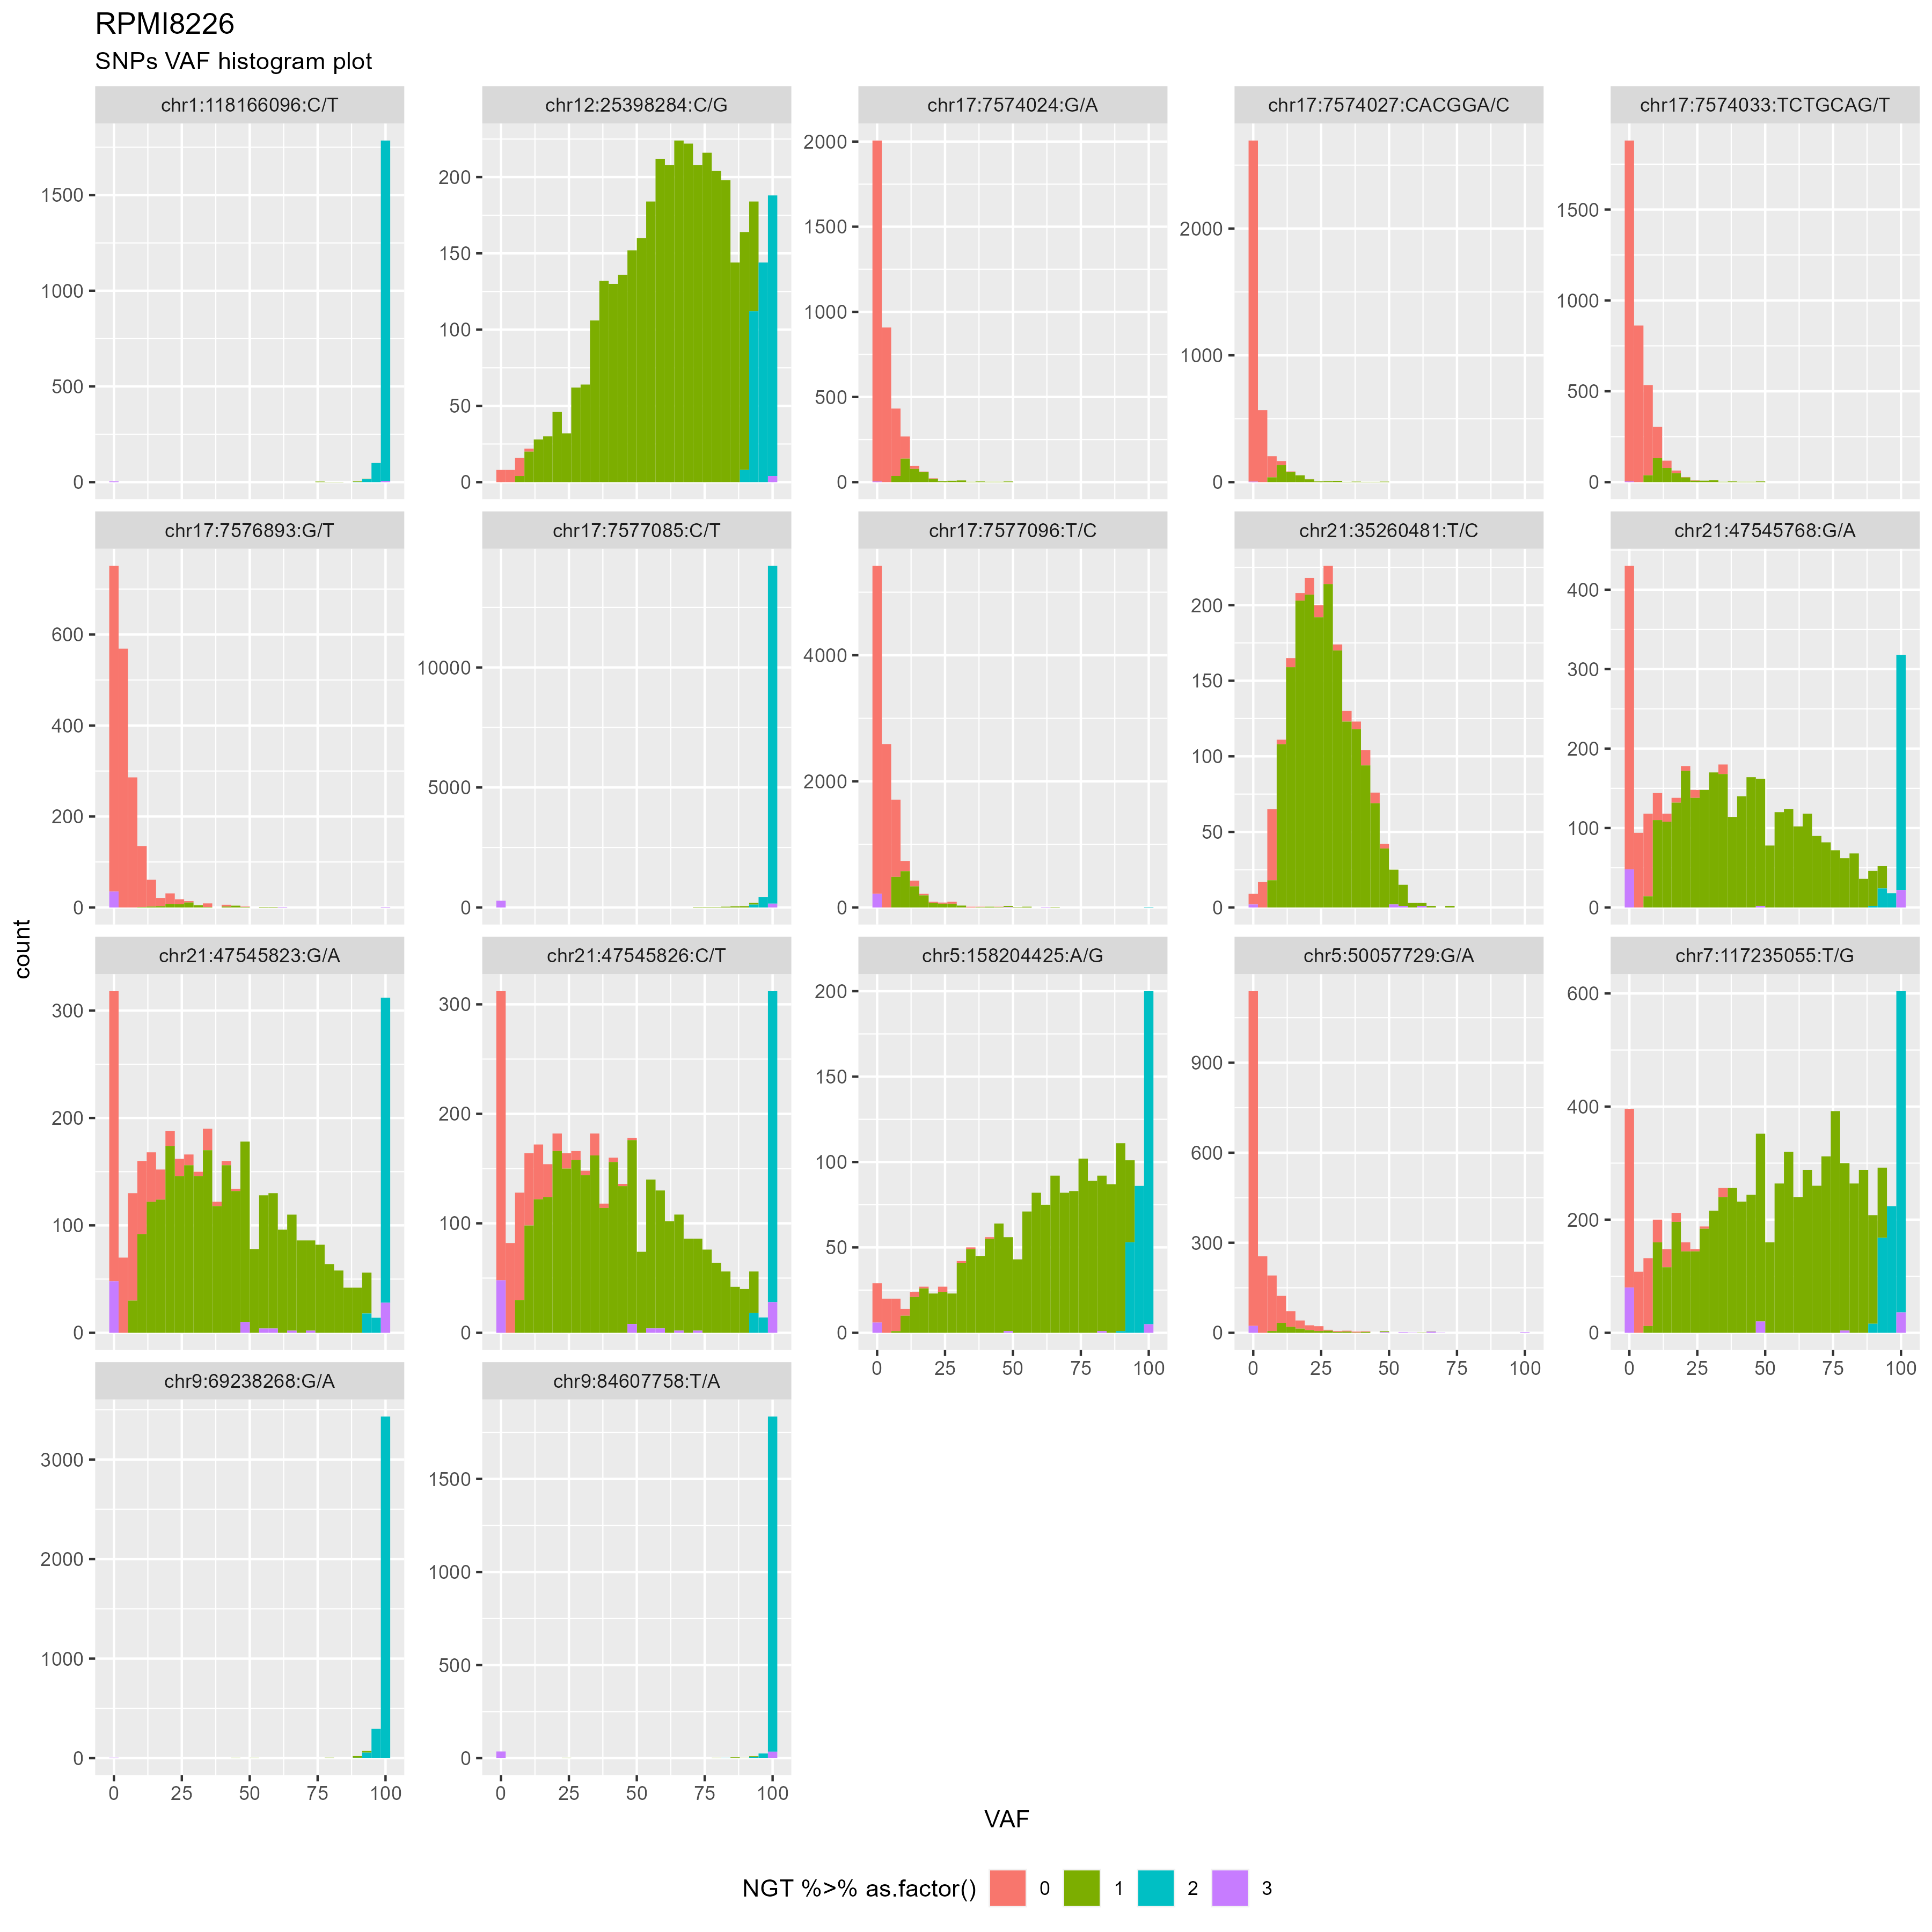 RPMI8226
SNPs VAF histogram plot
chr1:118166096:C/T
chr12:25398284:C/G
chr17:7574024:G/A
chr17:7574027:CACGGA/C
chr17:7574033:TCTGCAG/T
1500
1000
500
0
200
150
100
50
0
2000
1500
1000
500
0
2000
1000
0
1500
1000
500
0
chr17:7576893:G/T
chr17:7577085:C/T
chr17:7577096:T/C
chr21:35260481:T/C
chr21:47545768:G/A
600
400
200
0
10000
5000
0
4000
2000
0
200
150
100
50
0
400
300
200
100
0
count
chr21:47545823:G/A
chr21:47545826:C/T
chr5:158204425:A/G
chr5:50057729:G/A
chr7:117235055:T/G
300
200
100
0
300
200
100
0
200
150
100
50
0
900
600
300
0
600
400
200
0
0 25 50 75 100
0 25 50 75 100
0 25 50 75 100
chr9:69238268:G/A
chr9:84607758:T/A
3000
2000
1000
0
1500
1000
500
0
0 25 50 75 100
0 25 50 75 100
VAF
NGT %>% as.factor() 0 1 2 3